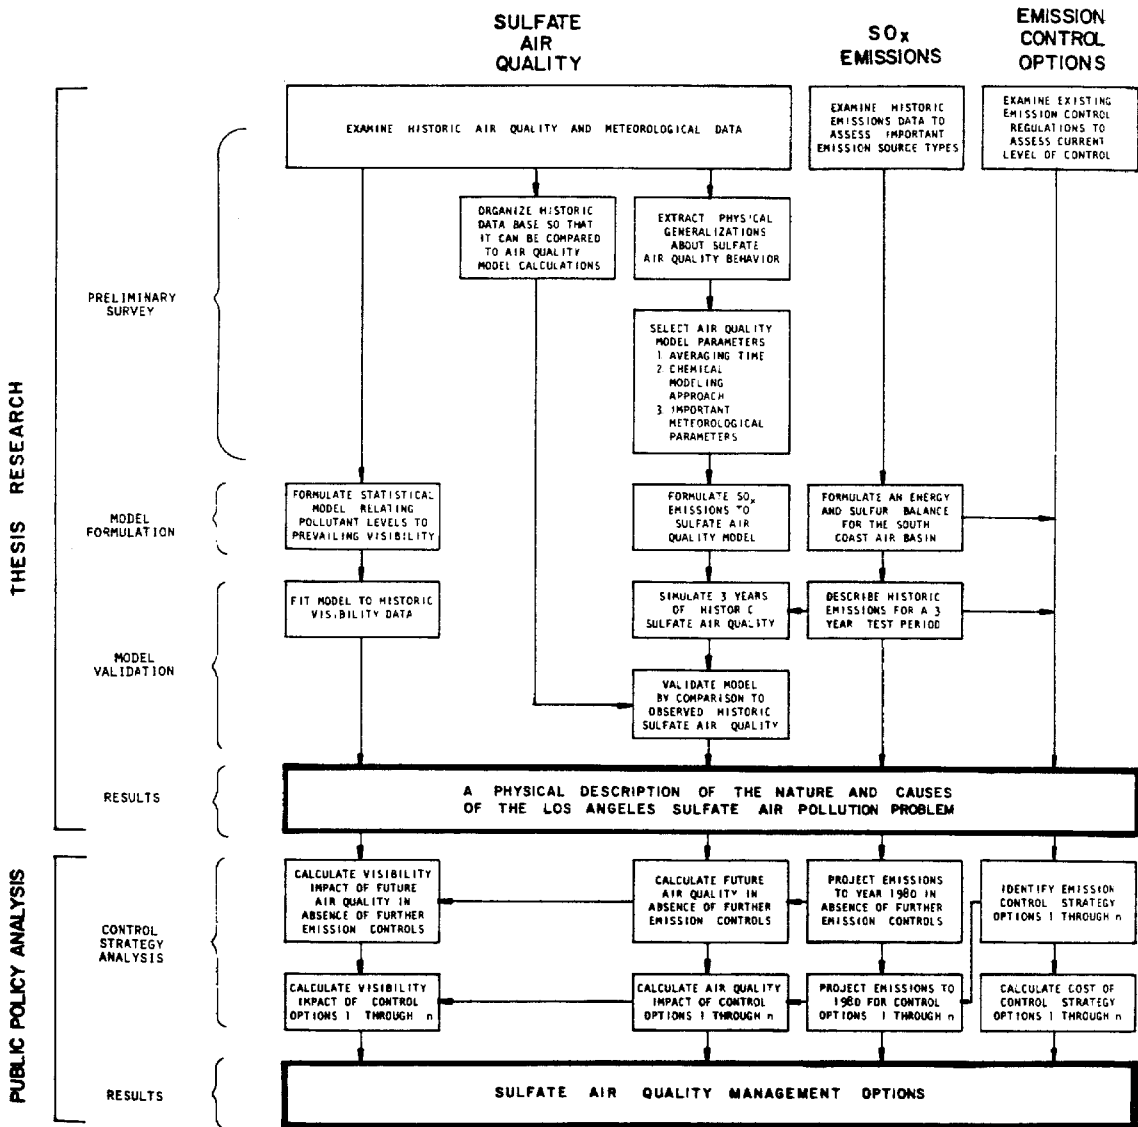 SULFATE
AIR
QUALITY
SOx
EMISSIONS
EMISSION
CONTROL
OPTIONS
THESIS RESEARCH
PUBLIC POLICY ANALYSIS
PRELIMINARY
SURVEY
MODEL
FORMULATION
MODEL
VALIDATION
RESULTS
CONTROL
STRATEGY
ANALYSIS
RESULTS
EXAMINE HISTORIC AIR QUALITY AND METEOROLOGICAL DATA
EXAMINE HISTORIC
EMISSIONS DATA TO
ASSESS IMPORTANT
EMISSION SOURCE TYPES
EXAMINE EXISTING
EMISSION CONTROL
REGULATIONS TO
ASSESS CURRENT
LEVEL OF CONTROL
ORGANIZE HISTORIC
DATA BASE SO THAT
IT CAN BE COMPARED
TO AIR QUALITY
MODEL CALCULATIONS
EXTRACT PHYSICAL
GENERALIZATIONS
ABOUT SULFATE
AIR QUALITY BEHAVIOR
SELECT AIR QUALITY
MODEL PARAMETERS
1. AVERAGING TIME
2. CHEMICAL
MODELING
APPROACH
3. IMPORTANT
METEOROLOGICAL
PARAMETERS
FORMULATE STATISTICAL
MODEL RELATING
POLLUTANT LEVELS TO
PREVAILING VISIBILITY
FORMULATE SOx
EMISSIONS TO
SULFATE AIR
QUALITY MODEL
FORMULATE AN ENERGY
AND SULFUR BALANCE
FOR THE SOUTH
COAST AIR BASIN
FIT MODEL TO HISTORIC
VISIBILITY DATA
SIMULATE 3 YEARS
OF HISTORIC
SULFATE AIR QUALITY
DESCRIBE HISTORIC
EMISSIONS FOR A 3
YEAR TEST PERIOD
VALIDATE MODEL
BY COMPARISON TO
OBSERVED HISTORIC
SULFATE AIR QUALITY
A PHYSICAL DESCRIPTION OF THE NATURE AND CAUSES
OF THE LOS ANGELES SULFATE AIR POLLUTION PROBLEM
CALCULATE VISIBILITY
IMPACT OF FUTURE
AIR QUALITY IN
ABSENCE OF FURTHER
EMISSION CONTROLS
CALCULATE FUTURE
AIR QUALITY IN
ABSENCE OF FURTHER
EMISSION CONTROLS
PROJECT EMISSIONS
TO YEAR 1980 IN
ABSENCE OF FURTHER
EMISSION CONTROLS
IDENTIFY EMISSION
CONTROL STRATEGY
OPTIONS 1 THROUGH n
CALCULATE VISIBILITY
IMPACT OF CONTROL
OPTIONS 1 THROUGH n
CALCULATE AIR QUALITY
IMPACT OF CONTROL
OPTIONS 1 THROUGH n
PROJECT EMISSIONS TO
1980 FOR CONTROL
OPTIONS 1 THROUGH n
CALCULATE COST OF
CONTROL STRATEGY
OPTIONS 1 THROUGH n
SULFATE AIR QUALITY MANAGEMENT OPTIONS